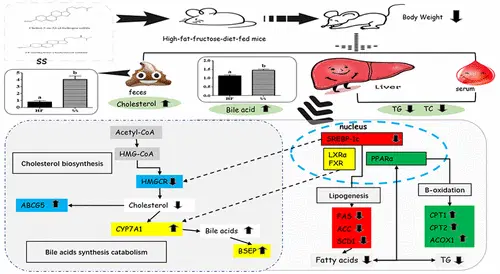 SS
High-fat-fructose-diet-fed mice
Body Weight
feces
Cholesterol
a
b
HF
SS
Bile acid
a
b
HF
SS
Liver
serum
TG
TC
nucleus
SREBP-1c
LXRα
FXR
PPARα
Acetyl-CoA
HMG-CoA
Cholesterol biosynthesis
HMGCR
ABCG5
Cholesterol
CYP7A1
Bile acids
BSEP
Bile acids synthesis catabolism
Lipogenesis
FAS
ACC
SCD1
Fatty acids
B-oxidation
CPT1
CPT2
ACOX1
TG